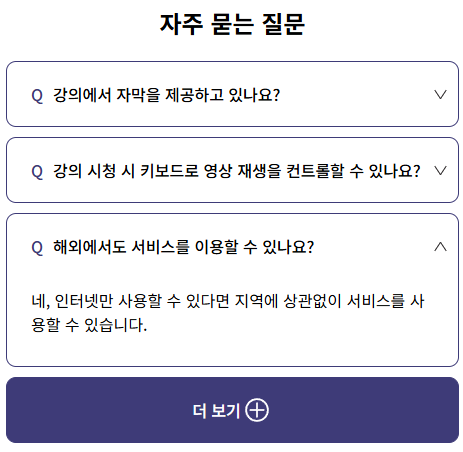 자주 묻는 질문
Q 강의에서 자막을 제공하고 있나요?
Q 강의 시청 시 키보드로 영상 재생을 컨트롤할 수 있나요?
Q 해외에서도 서비스를 이용할 수 있나요?
네, 인터넷만 사용할 수 있다면 지역에 상관없이 서비스를 사
용할 수 있습니다.
더 보기